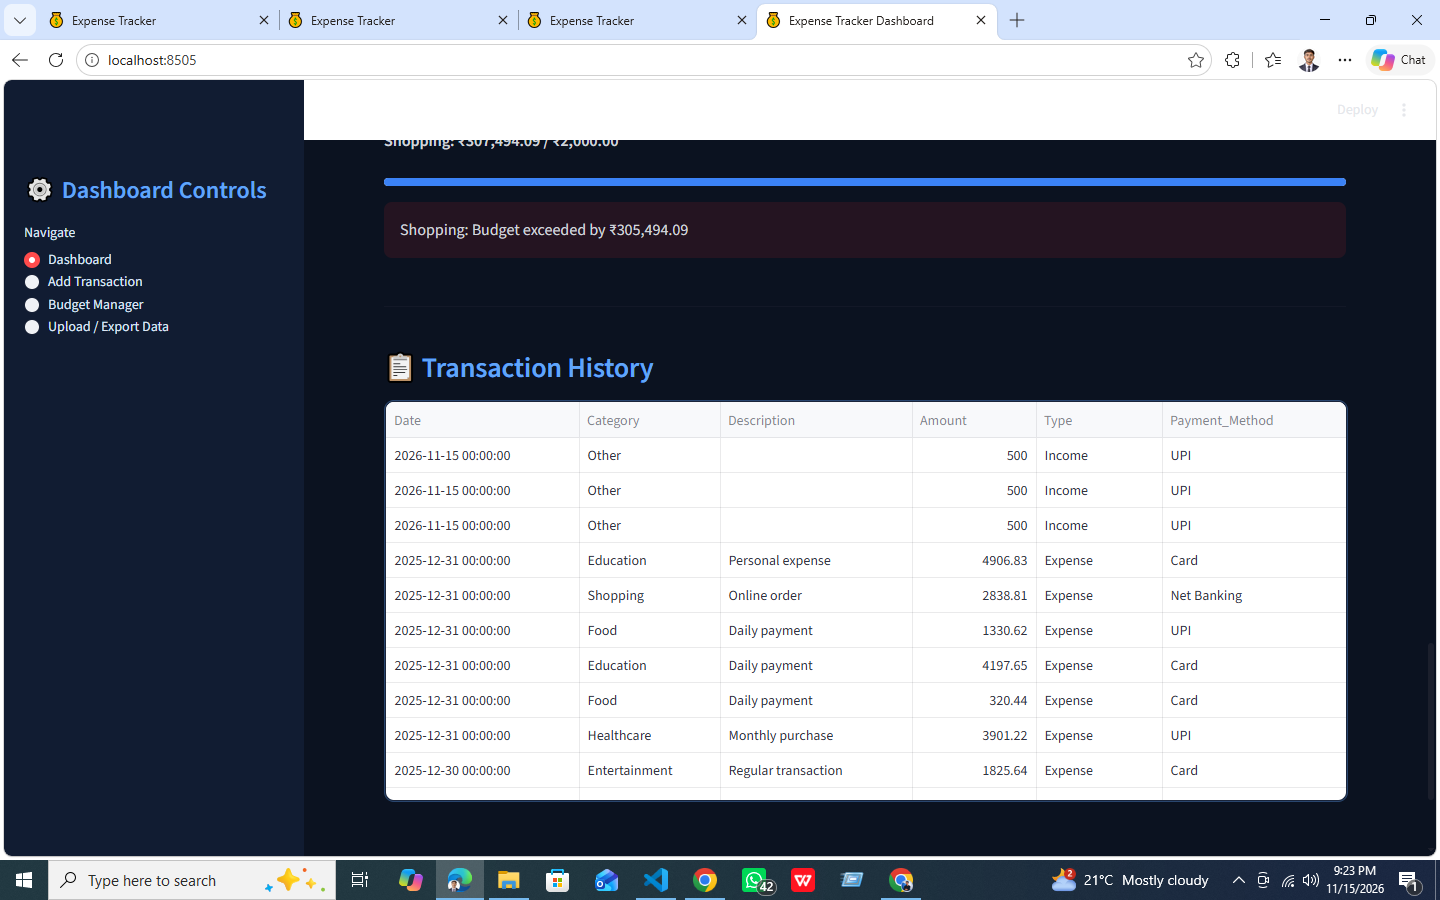 Expense Tracker
Expense Tracker
Expense Tracker
Expense Tracker Dashboard
localhost:8505
Chat
Deploy
Dashboard Controls
Navigate
Dashboard
Add Transaction
Budget Manager
Upload / Export Data
Shopping: ₹307,494.09 / ₹2,000.00
Shopping: Budget exceeded by ₹305,494.09
Transaction History
Date Category Description Amount Type Payment_Method
2026-11-15 00:00:00 Other 500 Income UPI
2026-11-15 00:00:00 Other 500 Income UPI
2026-11-15 00:00:00 Other 500 Income UPI
2025-12-31 00:00:00 Education Personal expense 4906.83 Expense Card
2025-12-31 00:00:00 Shopping Online order 2838.81 Expense Net Banking
2025-12-31 00:00:00 Food Daily payment 1330.62 Expense UPI
2025-12-31 00:00:00 Education Daily payment 4197.65 Expense Card
2025-12-31 00:00:00 Food Daily payment 320.44 Expense Card
2025-12-31 00:00:00 Healthcare Monthly purchase 3901.22 Expense UPI
2025-12-30 00:00:00 Entertainment Regular transaction 1825.64 Expense Card
Type here to search
42
W
2
21°C Mostly cloudy
9:23 PM
11/15/2026
1